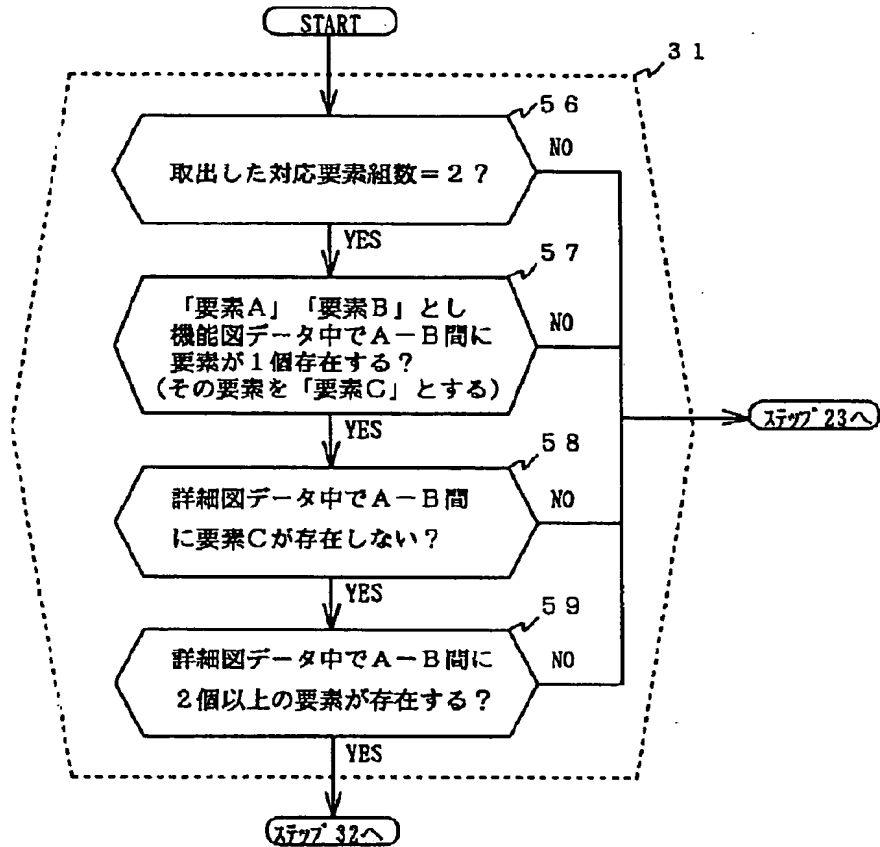 START
３１
５６
取出した対応要素組数＝２？
NO
YES
５７
「要素Ａ」「要素Ｂ」とし
機能図データ中でＡ－Ｂ間に
要素が１個存在する？
（その要素を「要素Ｃ」とする）
NO
YES
ｽﾃｯﾌﾟ 23へ
５８
詳細図データ中でＡ－Ｂ間
に要素Ｃが存在しない？
NO
YES
５９
詳細図データ中でＡ－Ｂ間に
２個以上の要素が存在する？
NO
YES
ｽﾃｯﾌﾟ 32へ